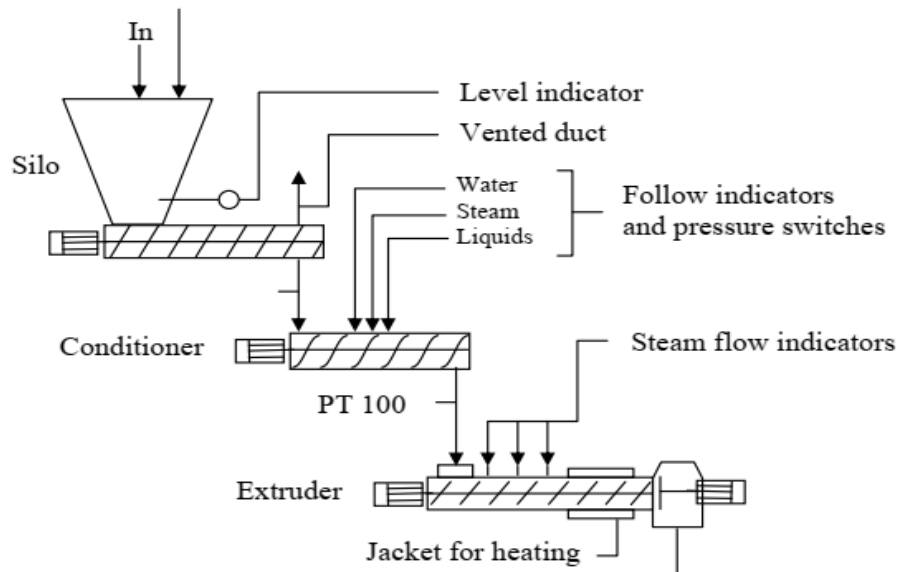 In
Level indicator
Vented duct
Silo
Water
Steam
Liquids
Follow indicators
and pressure switches
Conditioner
Steam flow indicators
PT 100
Extruder
Jacket for heating